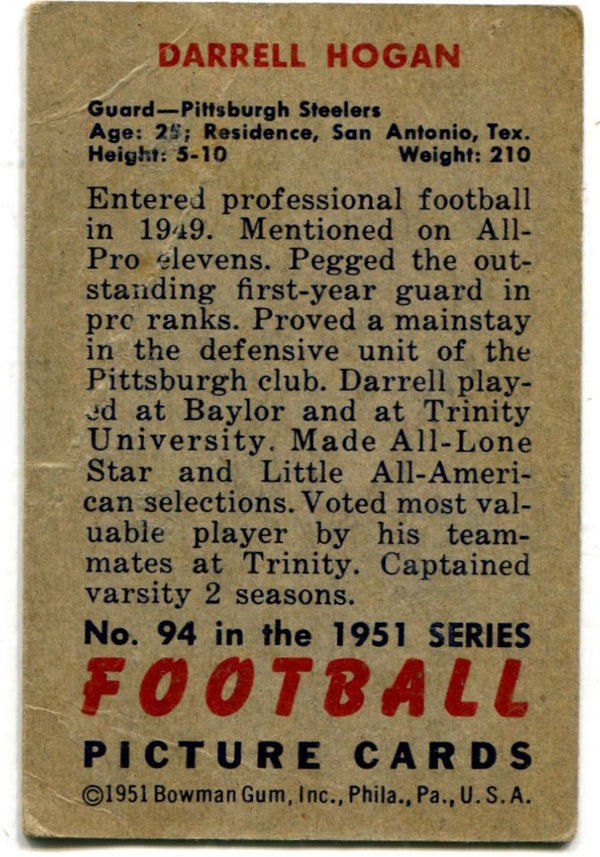 DARRELL HOGAN
Guard—Pittsburgh Steelers
Age: 25; Residence, San Antonio, Tex.
Height: 5-10 Weight: 210
Entered professional football
in 1949. Mentioned on All-
Pro elevens. Pegged the out-
standing first-year guard in
pro ranks. Proved a mainstay
in the defensive unit of the
Pittsburgh club. Darrell play-
ed at Baylor and at Trinity
University. Made All-Lone
Star and Little All-Ameri-
can selections. Voted most val-
uable player by his team-
mates at Trinity. Captained
varsity 2 seasons.
No. 94 in the 1951 SERIES
FOOTBALL
PICTURE CARDS
©1951 Bowman Gum, Inc., Phila., Pa., U. S. A.